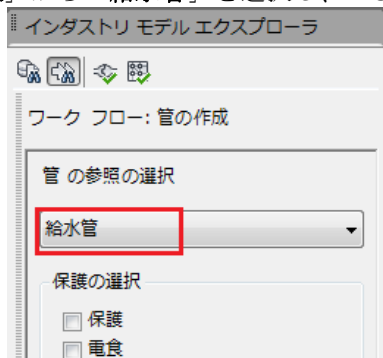 インダストリ モデル エクスプローラ
ワーク フロー: 管の作成
管 の参照の選択
給水管
保護の選択
保護
電食